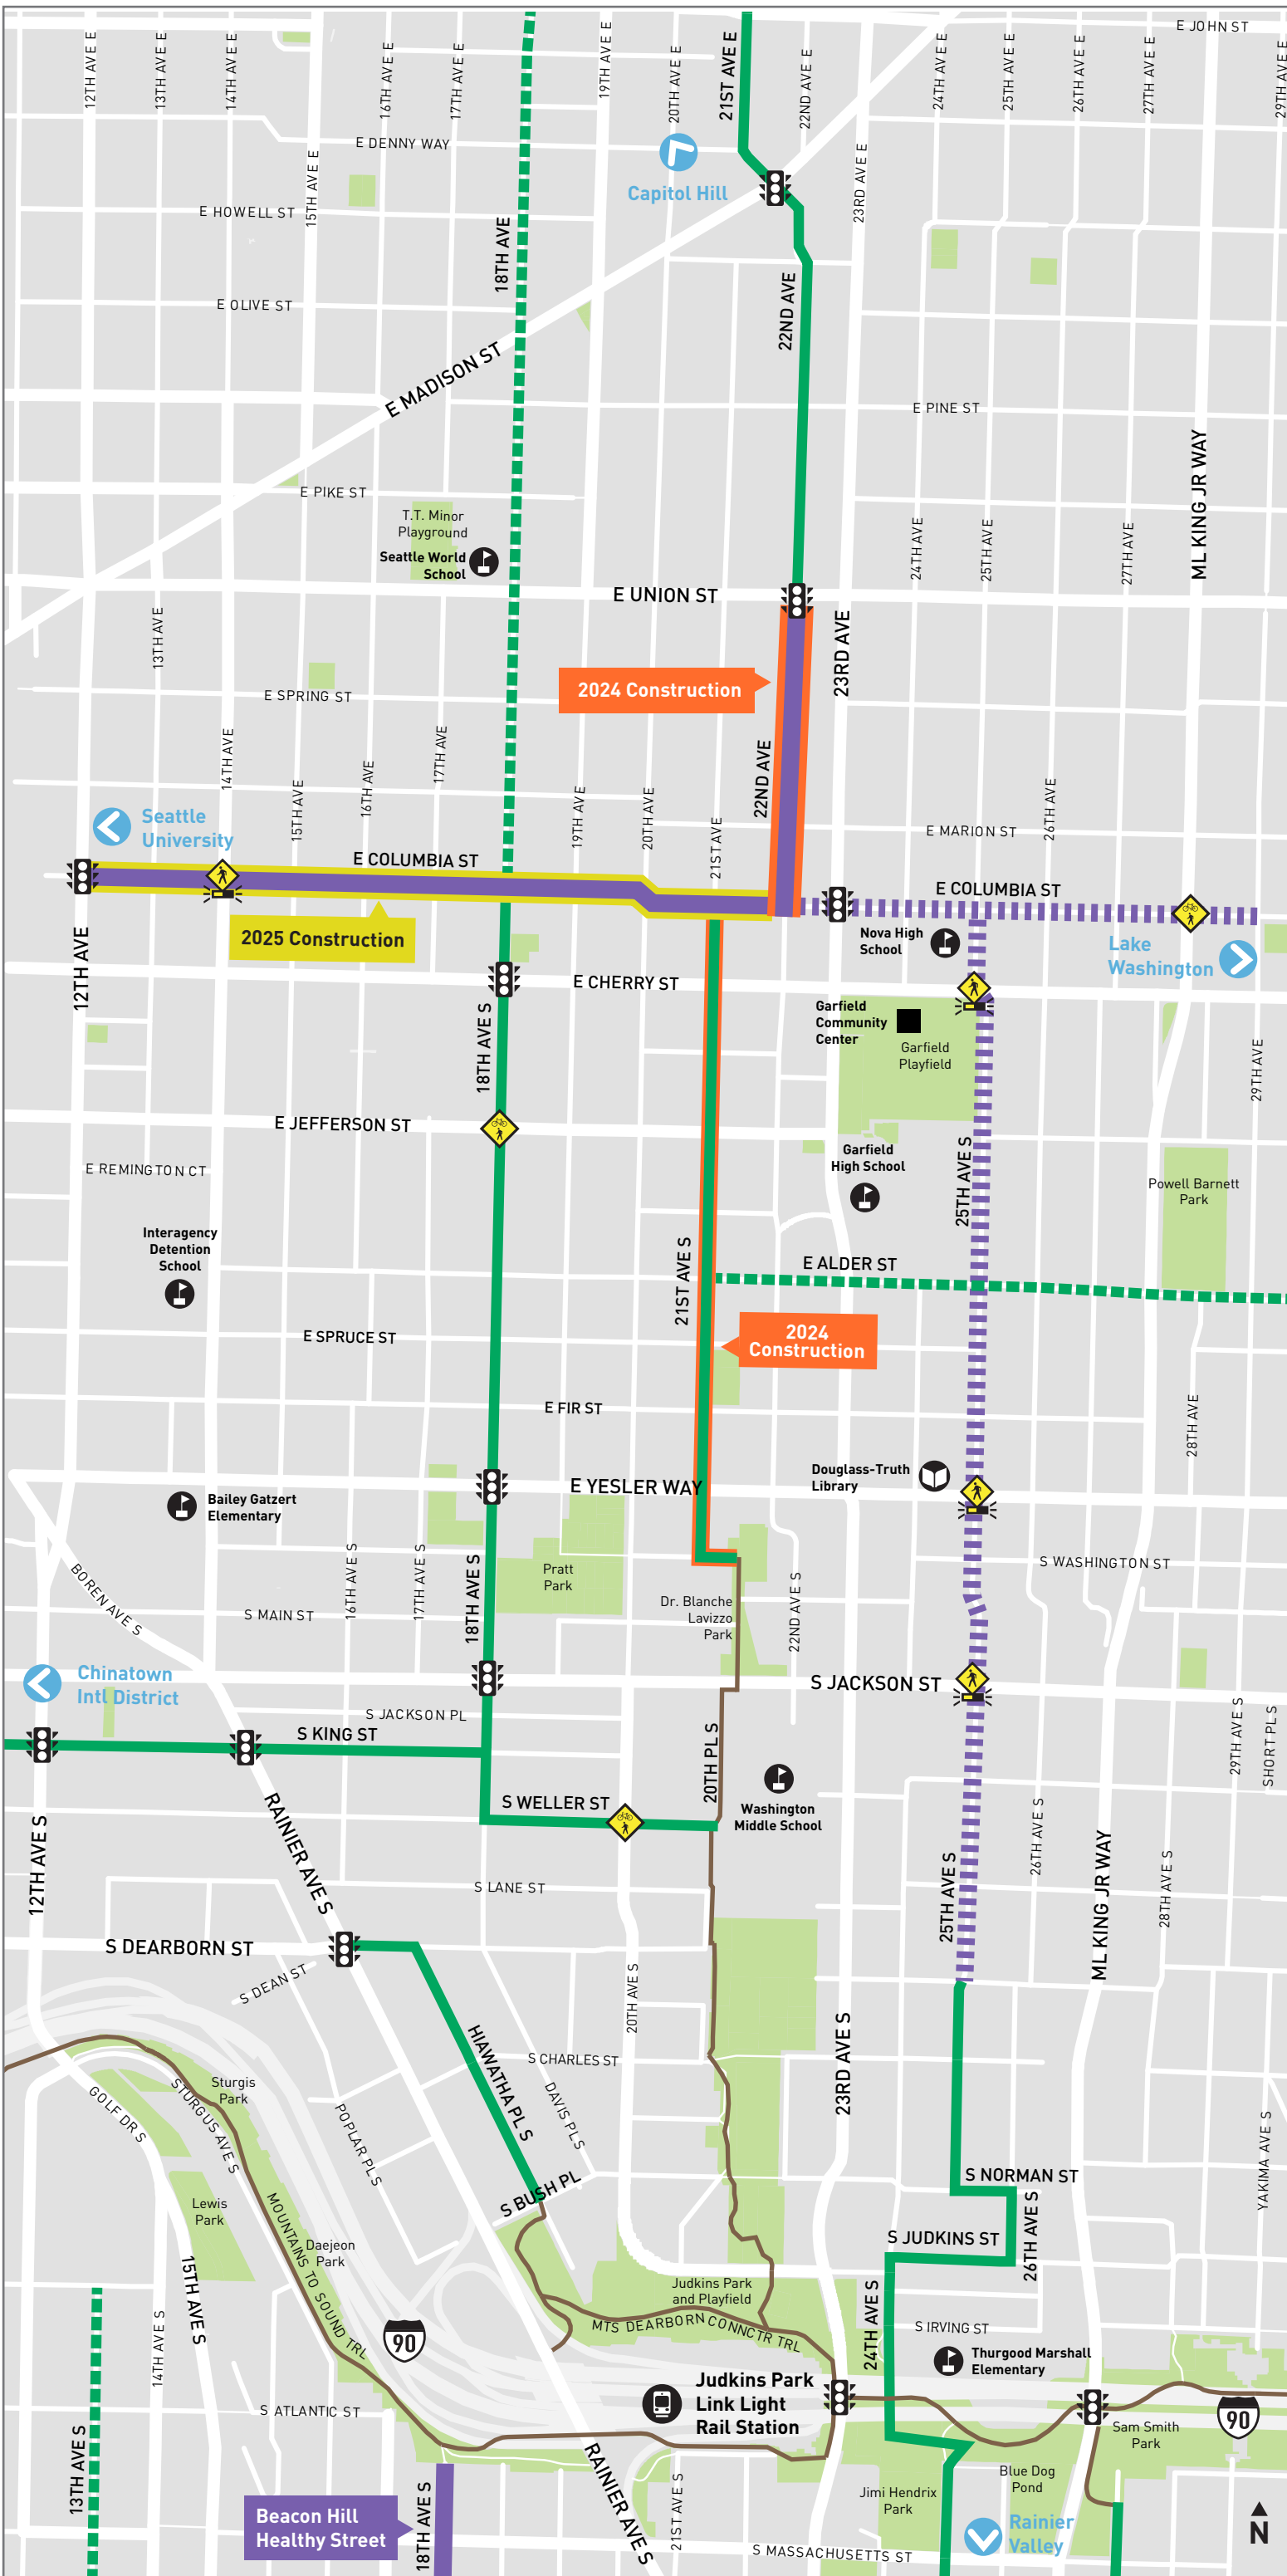 E JOHN ST
12TH AVE E
13TH AVE E
14TH AVE E
16TH AVE E
17TH AVE E
19TH AVE E
20TH AVE E
21ST AVE E
22ND AVE E
24TH AVE E
25TH AVE E
26TH AVE E
27TH AVE E
29TH AVE E
E DENNY WAY
15TH AVE E
23RD AVE E
Capitol Hill
E HOWELL ST
18TH AVE
22ND AVE
E OLIVE ST
E MADISON ST
E PINE ST
ML KING JR WAY
E PIKE ST
T.T. Minor
Playground
Seattle World
School
24TH AVE
25TH AVE
27TH AVE
E UNION ST
13TH AVE
23RD AVE
2024 Construction
E SPRING ST
14TH AVE
17TH AVE
22ND AVE
15TH AVE
16TH AVE
19TH AVE
20TH AVE
21ST AVE
26TH AVE
Seattle
University
E MARION ST
E COLUMBIA ST
E COLUMBIA ST
2025 Construction
Nova High
School
Lake
Washington
12TH AVE
E CHERRY ST
Garfield
Community
Center
Garfield
Playfield
18TH AVE S
29TH AVE
E JEFFERSON ST
E REMINGTON CT
Garfield
High School
25TH AVE S
Powell Barnett
Park
Interagency
Detention
School
21ST AVE S
E ALDER ST
E SPRUCE ST
2024
Construction
E FIR ST
28TH AVE
E YESLER WAY
Douglass-Truth
Library
Bailey Gatzert
Elementary
S WASHINGTON ST
BOREN AVE S
16TH AVE S
17TH AVE S
18TH AVE S
Pratt
Park
22ND AVE S
S MAIN ST
Dr. Blanche
Lavizzo
Park
Chinatown
Intl District
S JACKSON ST
S JACKSON PL
S KING ST
20TH PL S
29TH AVE S
SHORT PL S
S WELLER ST
Washington
Middle School
12TH AVE S
RAINIER AVE S
26TH AVE S
ML KING JR WAY
28TH AVE S
25TH AVE S
S LANE ST
S DEARBORN ST
S DEAN ST
20TH AVE S
HIAWATHA PL S
S CHARLES ST
DAVIS PL S
23RD AVE S
Sturgis
Park
GOLF DR S
STURGUS AVE S
POPLAR PL S
YAKIMA AVE S
S BUSH PL
S NORMAN ST
26TH AVE S
Lewis
Park
MOUNTAINS TO SOUND TRL
Daejeon
Park
S JUDKINS ST
15TH AVE S
14TH AVE S
Judkins Park
and Playfield
MTS DEARBORN CONNCTR TRL
24TH AVE S
S IRVING ST
90
Thurgood Marshall
Elementary
Judkins Park
Link Light
Rail Station
S ATLANTIC ST
90
Sam Smith
Park
13TH AVE S
RAINIER AVE S
21ST AVE S
Blue Dog
Pond
Jimi Hendrix
Park
18TH AVE S
Beacon Hill
Healthy Street
Rainier
Valley
N
S MASSACHUSETTS ST